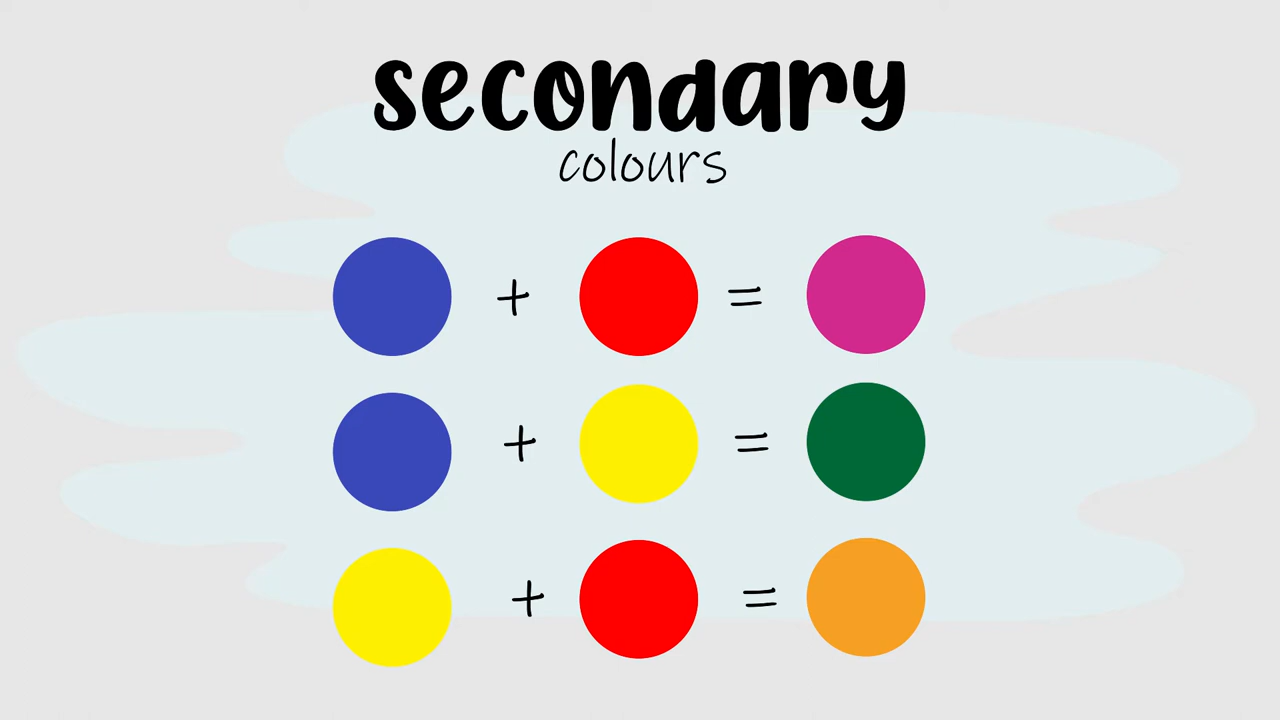 secondary
colours
+ =
+ =
+ =